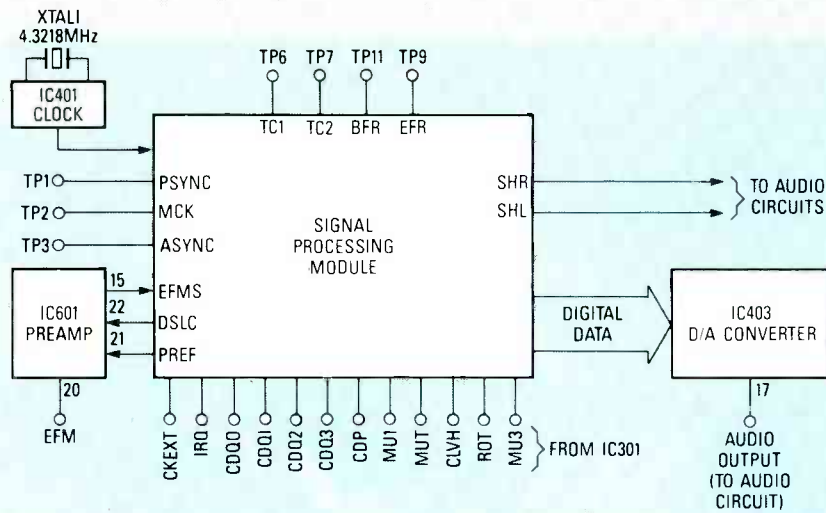 XTALI
4.3218MHz
IC401
CLOCK
TP6 TP7 TP11 TP9
TC1 TC2 BFR EFR
TP1 PSYNC
TP2 MCK
TP3 ASYNC
SIGNAL
PROCESSING
MODULE
SHR
SHL
TO AUDIO
CIRCUITS
IC601
PREAMP
15 EFMS
22 DSLC
21 PREF
20
EFM
DIGITAL
DATA
IC403
D/A CONVERTER
17
AUDIO
OUTPUT
(TO AUDIO
CIRCUIT)
CKEXT
IRQ
CDQ0
CDQ1
CDQ2
CDQ3
CDP
MU1
MUT
CLVH
ROT
MU3
FROM IC301